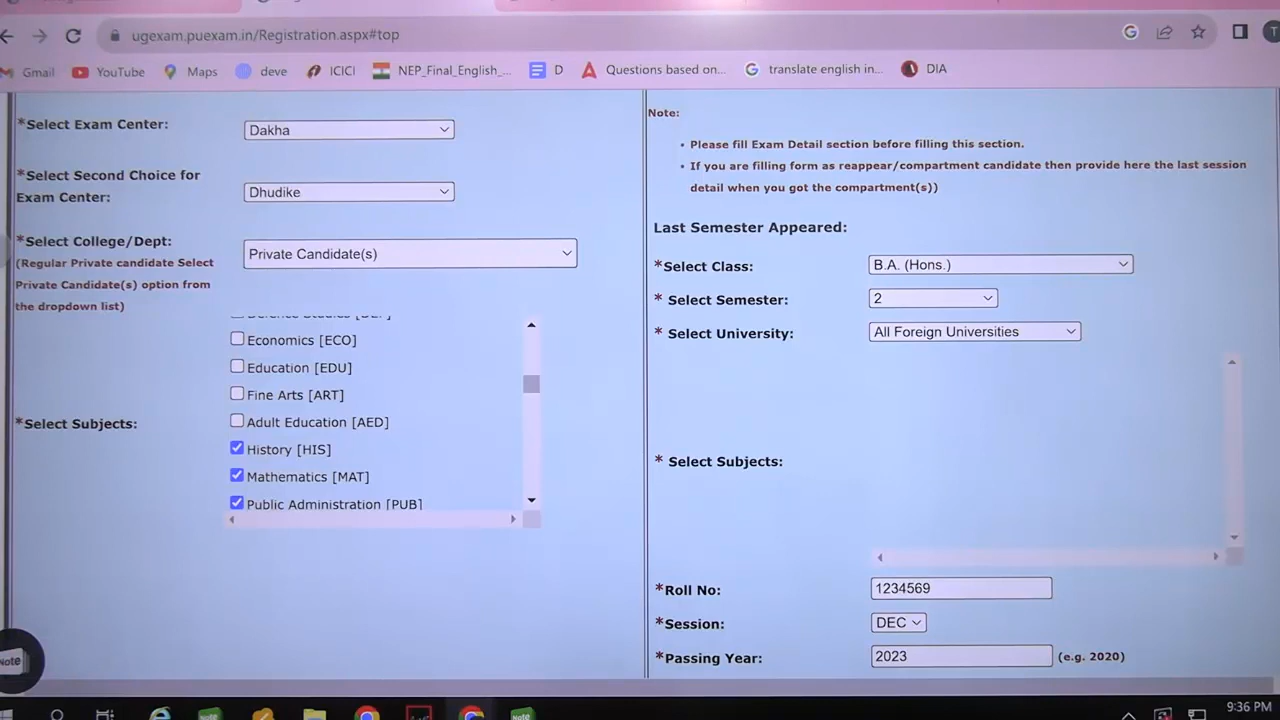 ugexam.puexam.in/Registration.aspx#top
G
T
Gmail
YouTube
Maps
deve
ICICI
NEP_Final_English_...
D
Questions based on...
translate english in...
DIA
*Select Exam Center:
Dakha
*Select Second Choice for
Exam Center:
Dhudike
*Select College/Dept:
(Regular Private candidate Select
Private Candidate(s) option from
the dropdown list)
Private Candidate(s)
*Select Subjects:
Economics [ECO]
Education [EDU]
Fine Arts [ART]
Adult Education [AED]
History [HIS]
Mathematics [MAT]
Public Administration [PUB]
Note:
Please fill Exam Detail section before filling this section.
If you are filling form as reappear/compartment candidate then provide here the last session
detail when you got the compartment(s))
Last Semester Appeared:
*Select Class:
B.A. (Hons.)
* Select Semester:
2
* Select University:
All Foreign Universities
* Select Subjects:
*Roll No:
1234569
*Session:
DEC
*Passing Year:
2023
(e.g. 2020)
Note
9:36 PM